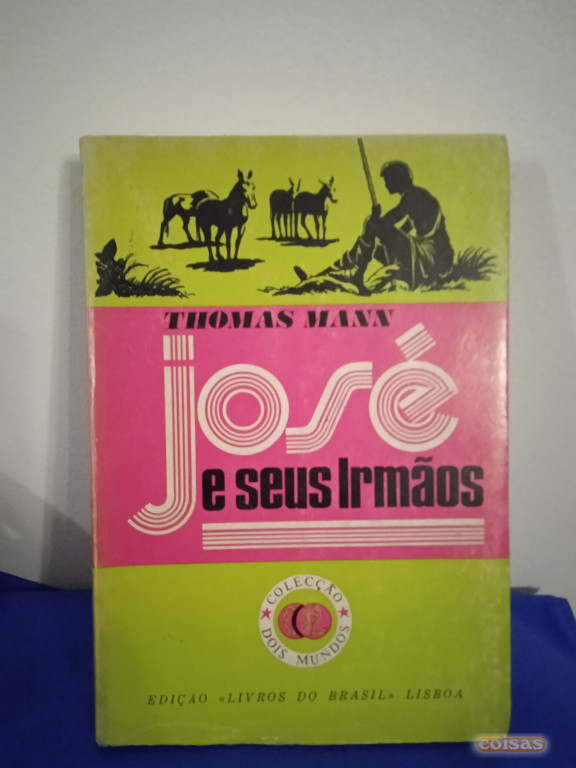 THOMAS MANN
josé
e seus Irmãos
COLECÇÃO
DOIS MUNDOS
EDIÇÃO «LIVROS DO BRASIL» LISBOA
coisas